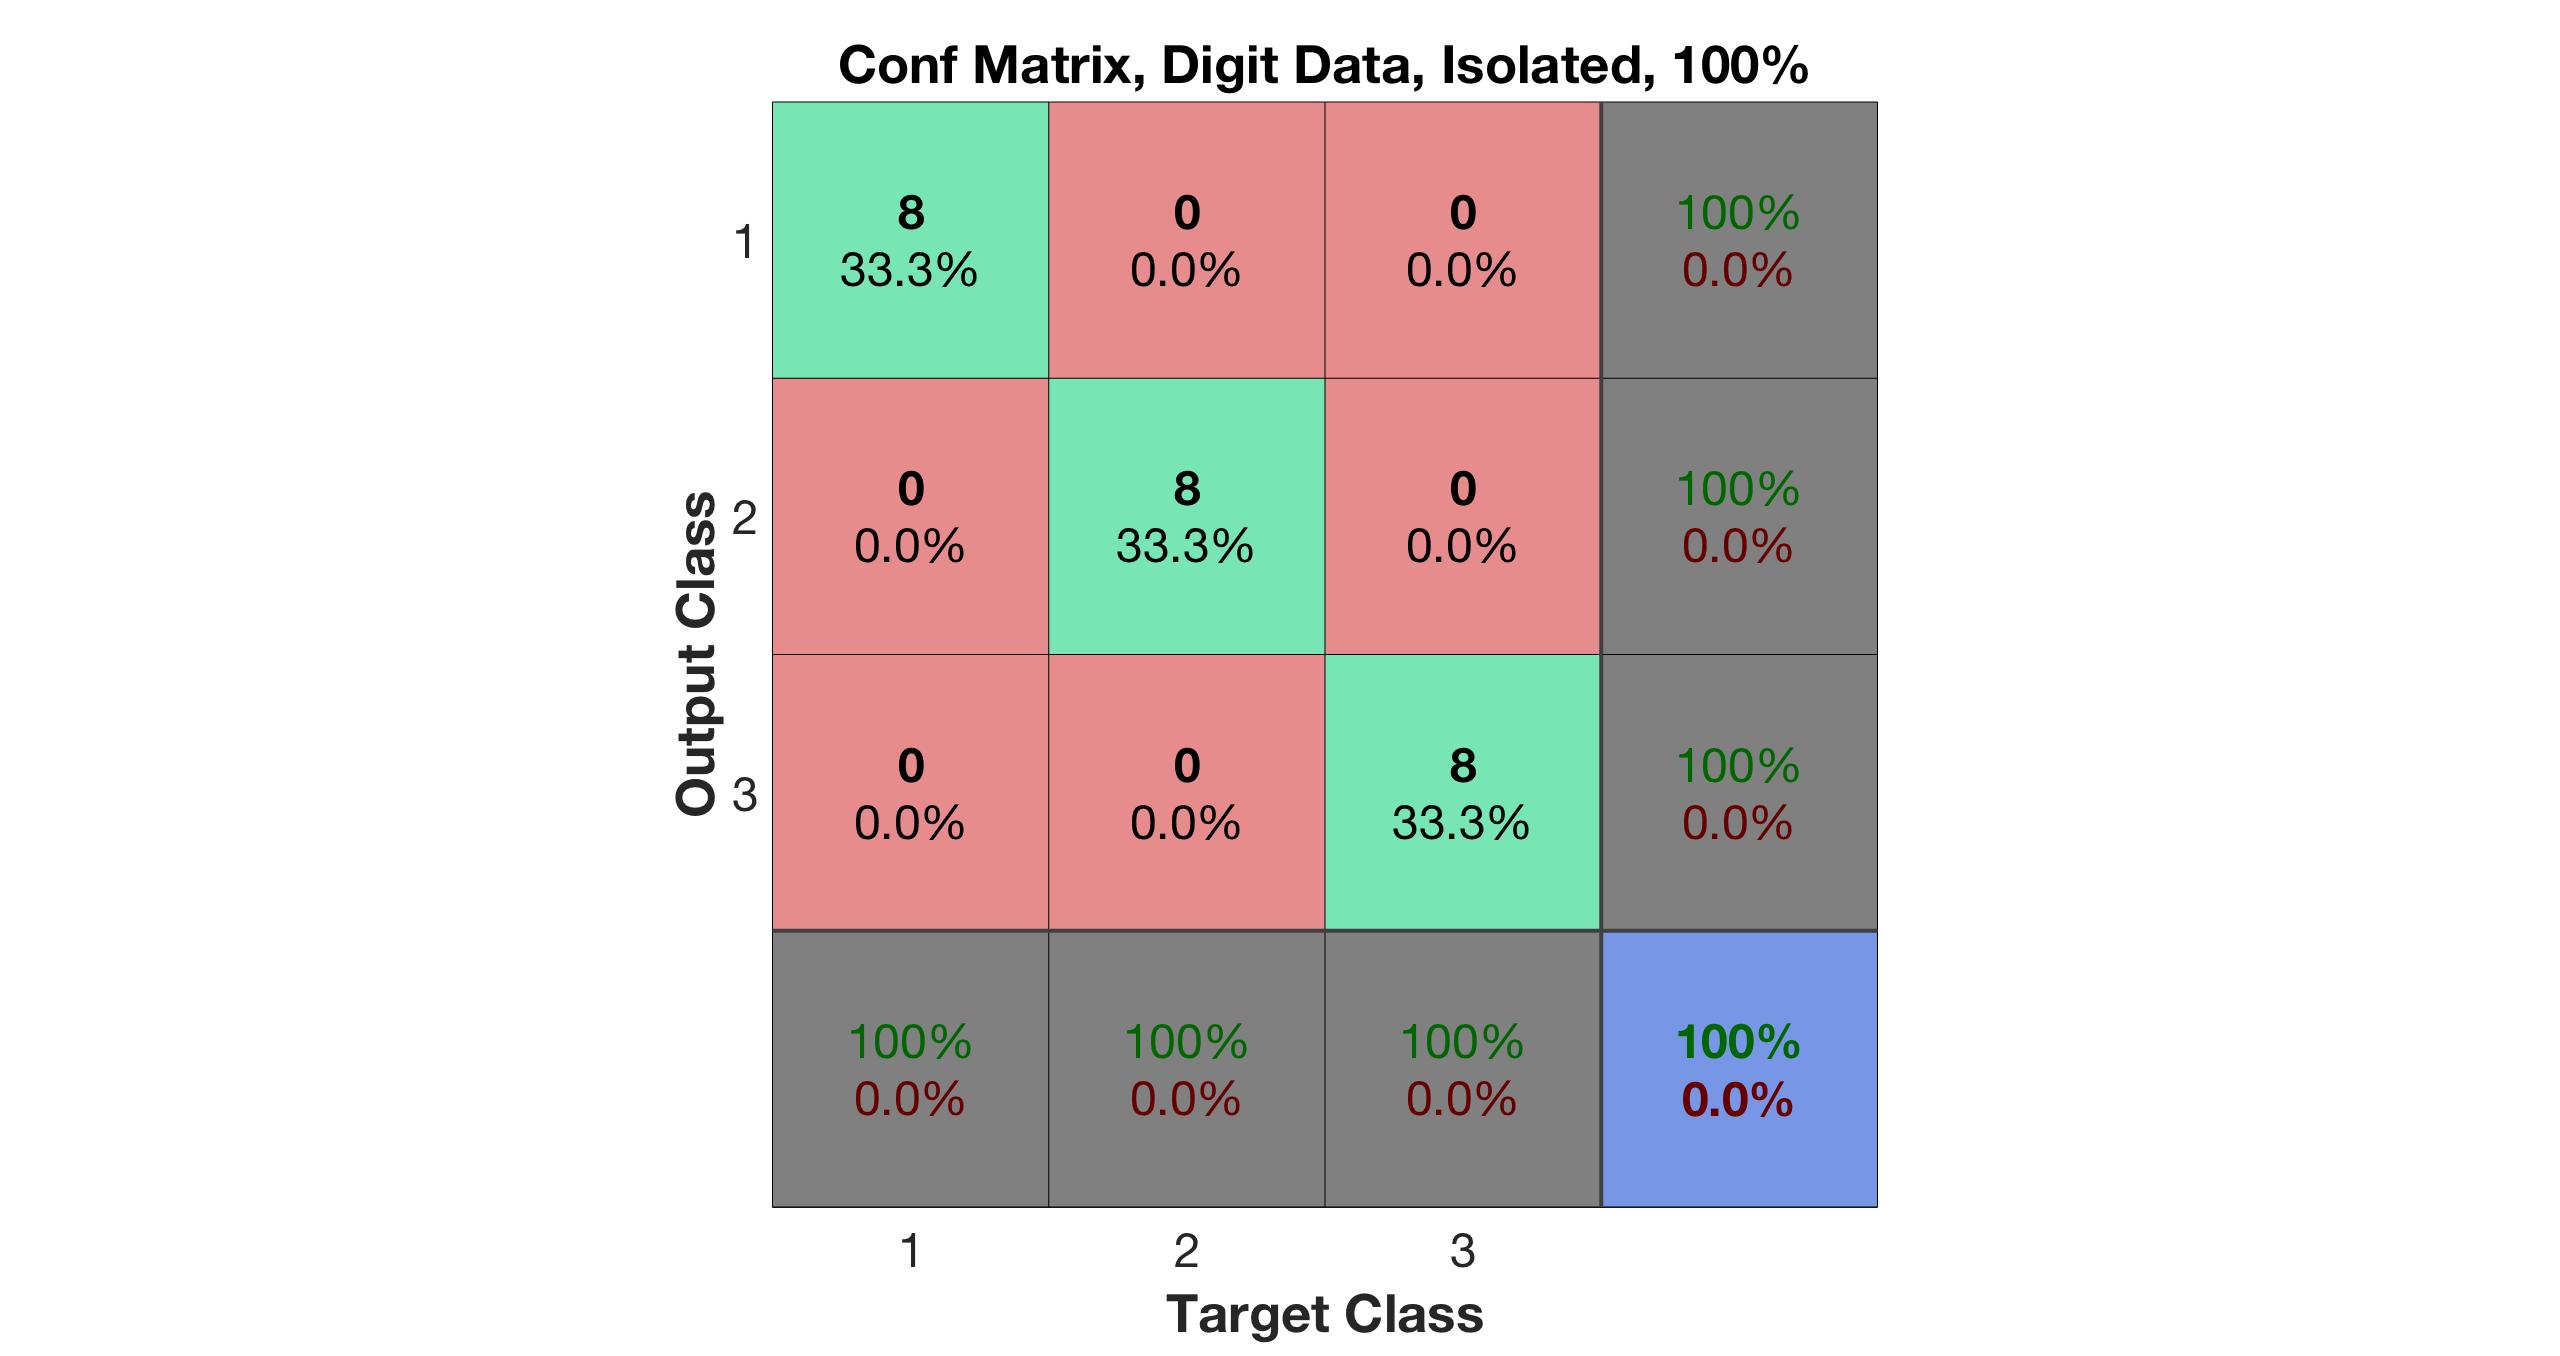 Conf Matrix, Digit Data, Isolated, 100%
8 0 0 100%
1
33.3% 0.0% 0.0% 0.0%
0 8 0 100%
2
0.0% 33.3% 0.0% 0.0%
0 0 8 100%
3
0.0% 0.0% 33.3% 0.0%
Output Class
100% 100% 100% 100%
0.0% 0.0% 0.0% 0.0%
1 2 3
Target Class